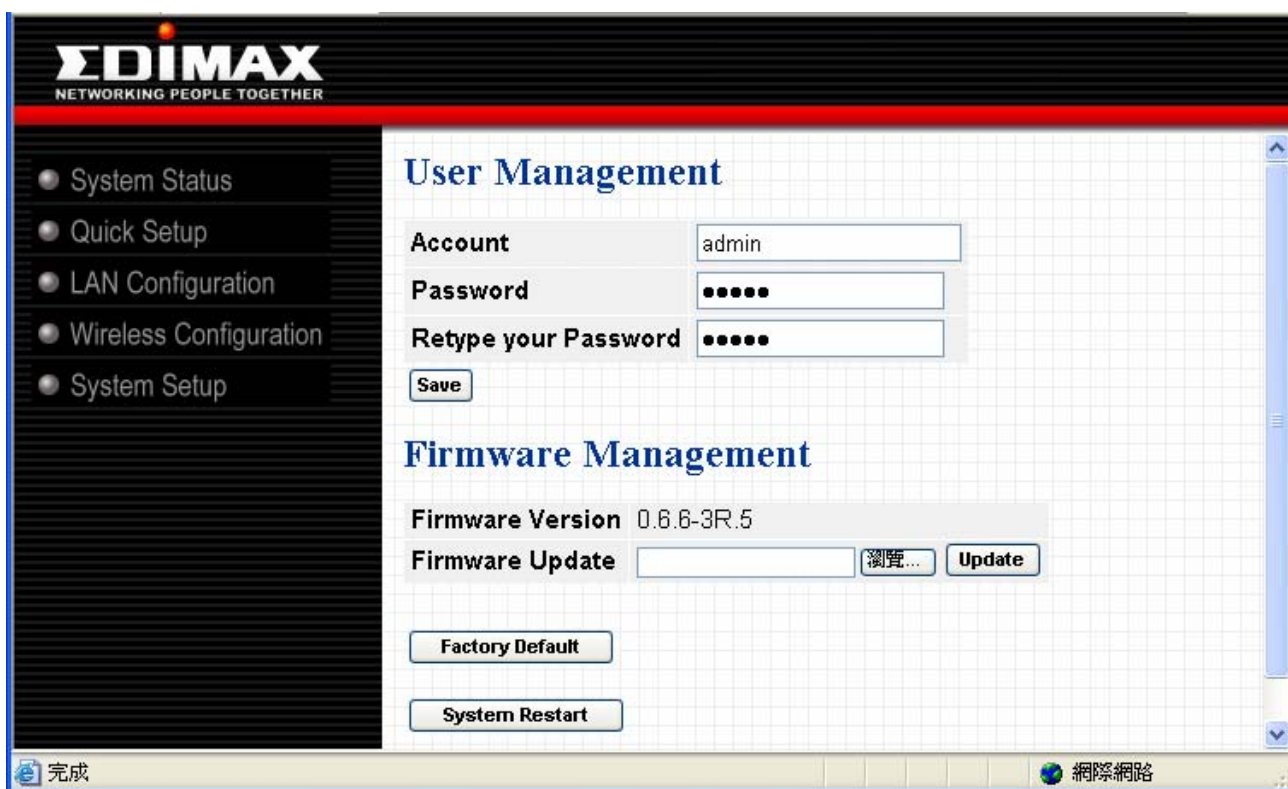 EDIMAX
NETWORKING PEOPLE TOGETHER
System Status
Quick Setup
LAN Configuration
Wireless Configuration
System Setup
User Management
Account admin
Password •••••
Retype your Password •••••
Save
Firmware Management
Firmware Version 0.6.6-3R.5
Firmware Update 瀏覽... Update
Factory Default
System Restart
完成 網際網路